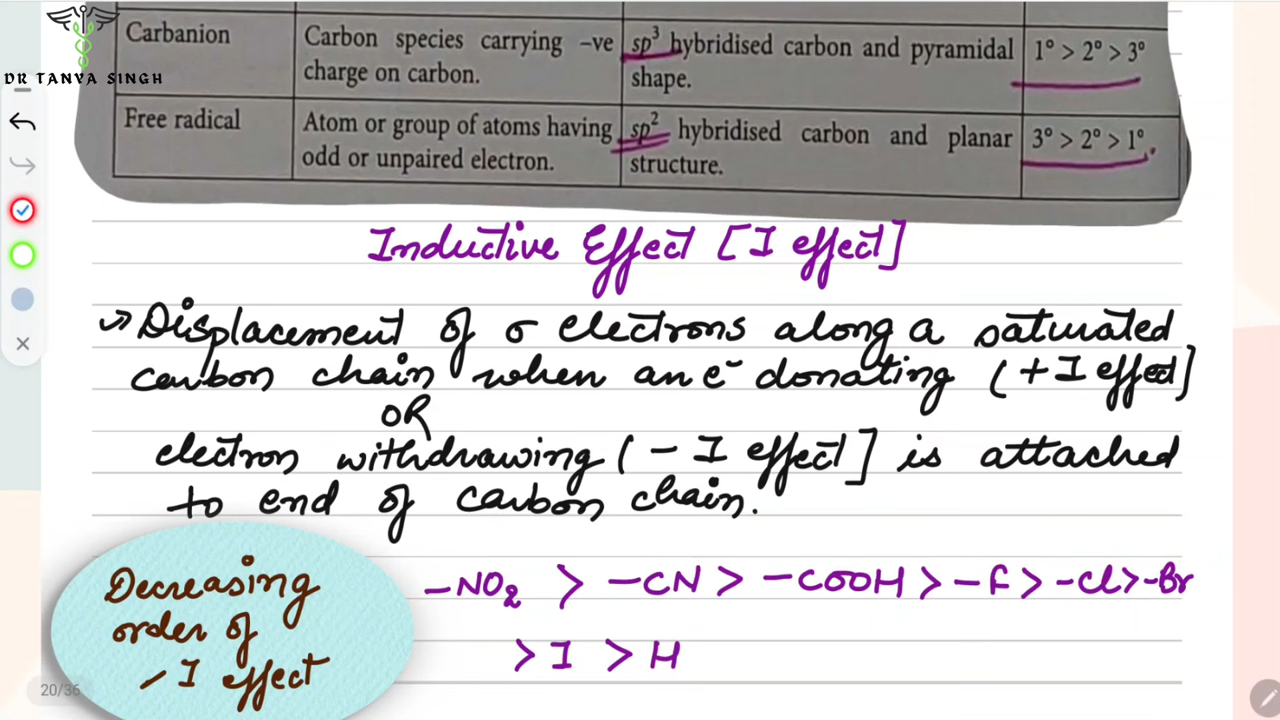 DR TANYA SINGH
Carbanion
Carbon species carrying –ve
charge on carbon.
sp³ hybridised carbon and pyramidal
shape.
1° > 2° > 3°
Free radical
Atom or group of atoms having
odd or unpaired electron.
sp² hybridised carbon and planar
structure.
3° > 2° > 1°
Inductive Effect [I effect]
Displacement of σ electrons along a saturated
carbon chain when an e⁻ donating (+I effect]
OR
electron withdrawing (– I effect] is attached
to end of carbon chain.
Decreasing
order of
– I effect
–NO₂ > –CN > –COOH > –F > –Cl > –Br
> I > H
20/36